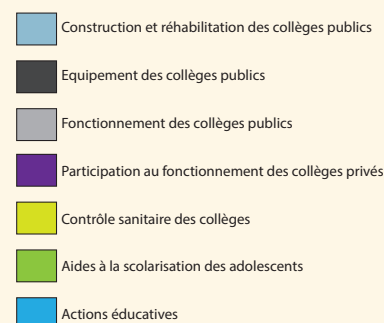 Construction et réhabilitation des collèges publics
Equipement des collèges publics
Fonctionnement des collèges publics
Participation au fonctionnement des collèges privés
Contrôle sanitaire des collèges
Aides à la scolarisation des adolescents
Actions éducatives